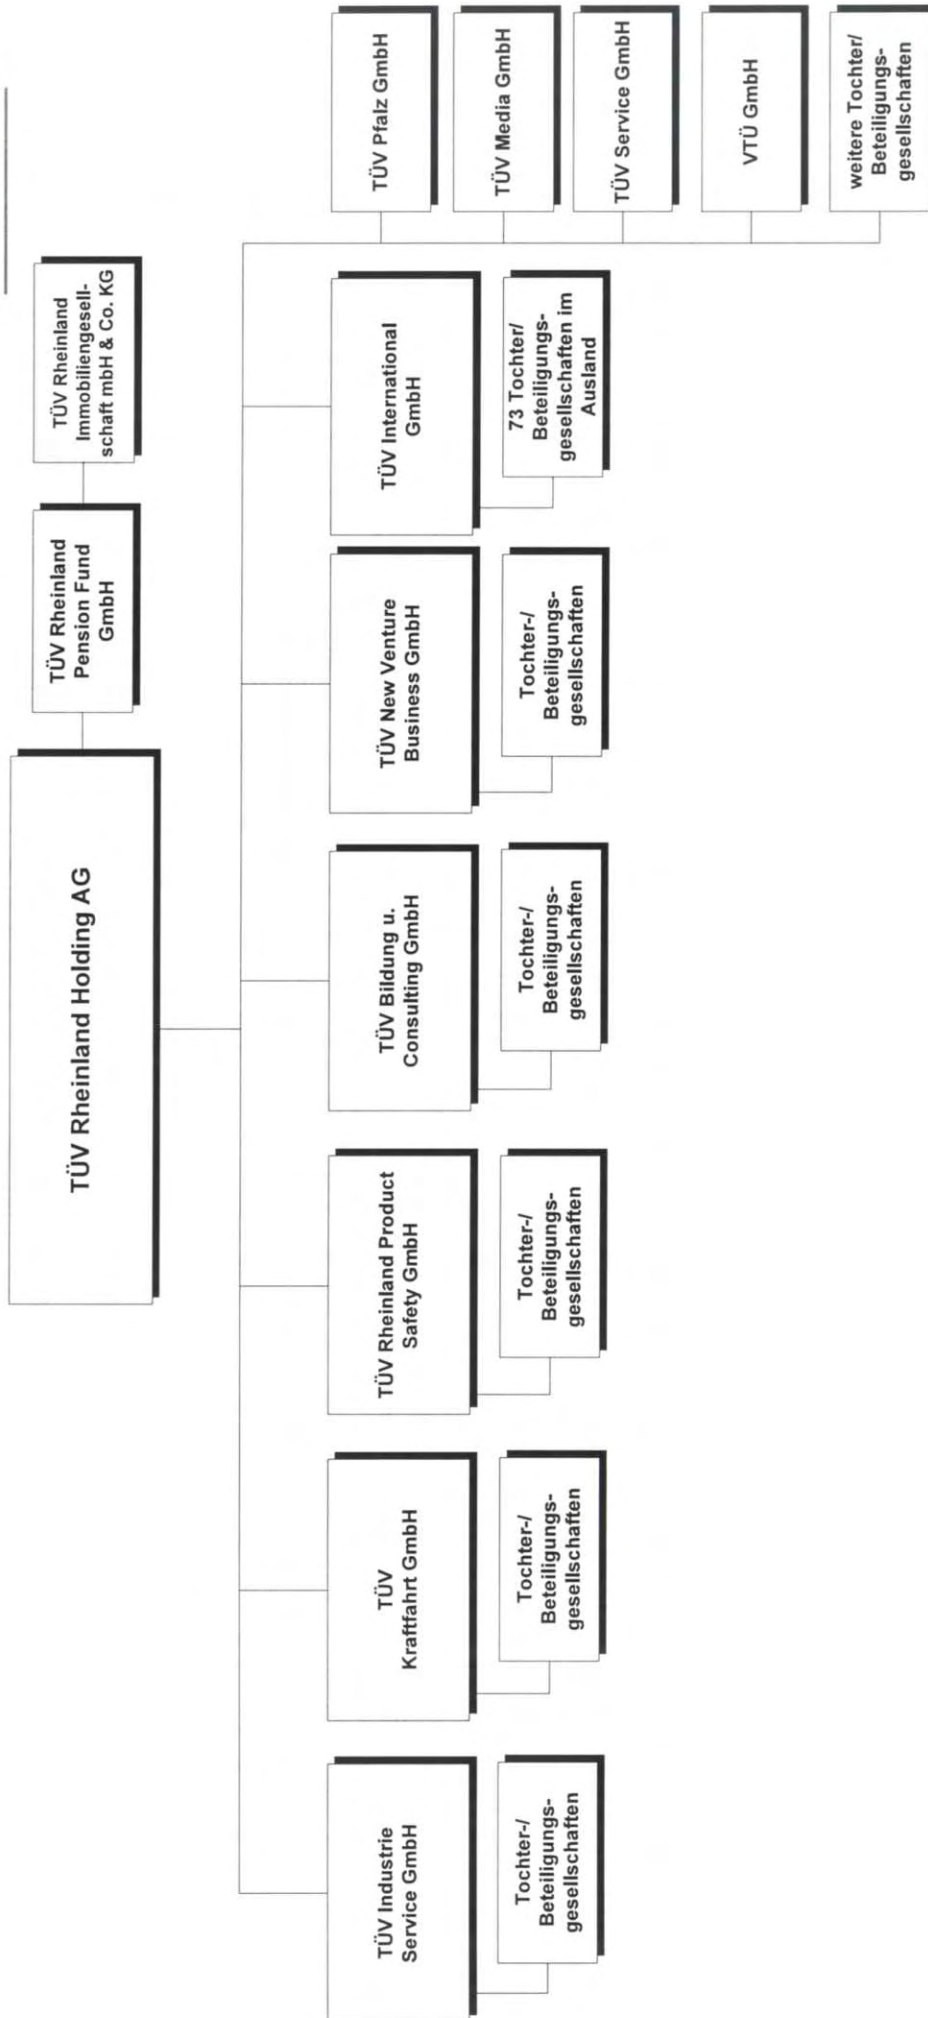 TÜV Rheinland Holding AG
TÜV Rheinland
Pension Fund
GmbH
TÜV Rheinland
Immobiliengesell-
schaft mbH & Co. KG
TÜV Industrie
Service GmbH
TÜV
Kraftfahrt GmbH
TÜV Rheinland Product
Safety GmbH
TÜV Bildung u.
Consulting GmbH
TÜV New Venture
Business GmbH
TÜV International
GmbH
Tochter-/
Beteiligungs-
gesellschaften
Tochter-/
Beteiligungs-
gesellschaften
Tochter-/
Beteiligungs-
gesellschaften
Tochter-/
Beteiligungs-
gesellschaften
Tochter-/
Beteiligungs-
gesellschaften
73 Tochter/
Beteiligungs-
gesellschaften im
Ausland
TÜV Pfalz GmbH
TÜV Media GmbH
TÜV Service GmbH
VTÜ GmbH
weitere Tochter/
Beteiligungs-
gesellschaften